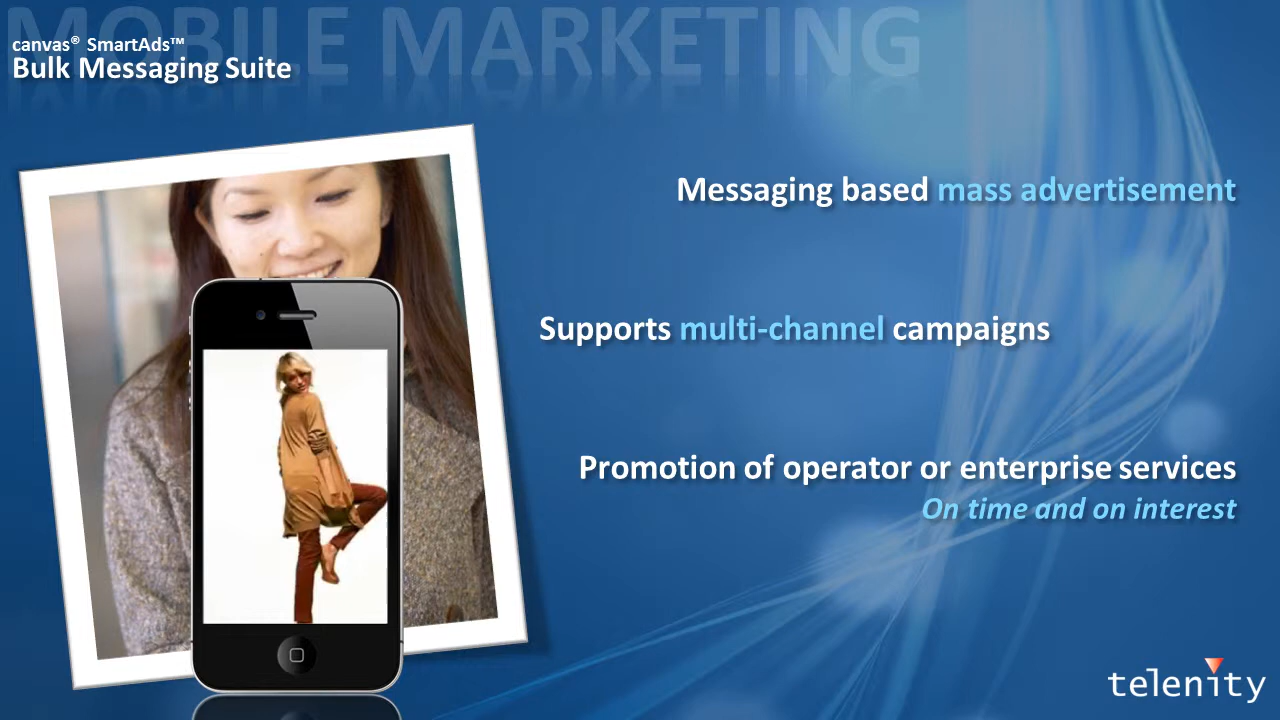 MOBILE MARKETING
canvas® SmartAds™
Bulk Messaging Suite
Messaging based mass advertisement
Supports multi-channel campaigns
Promotion of operator or enterprise services
On time and on interest
telenity